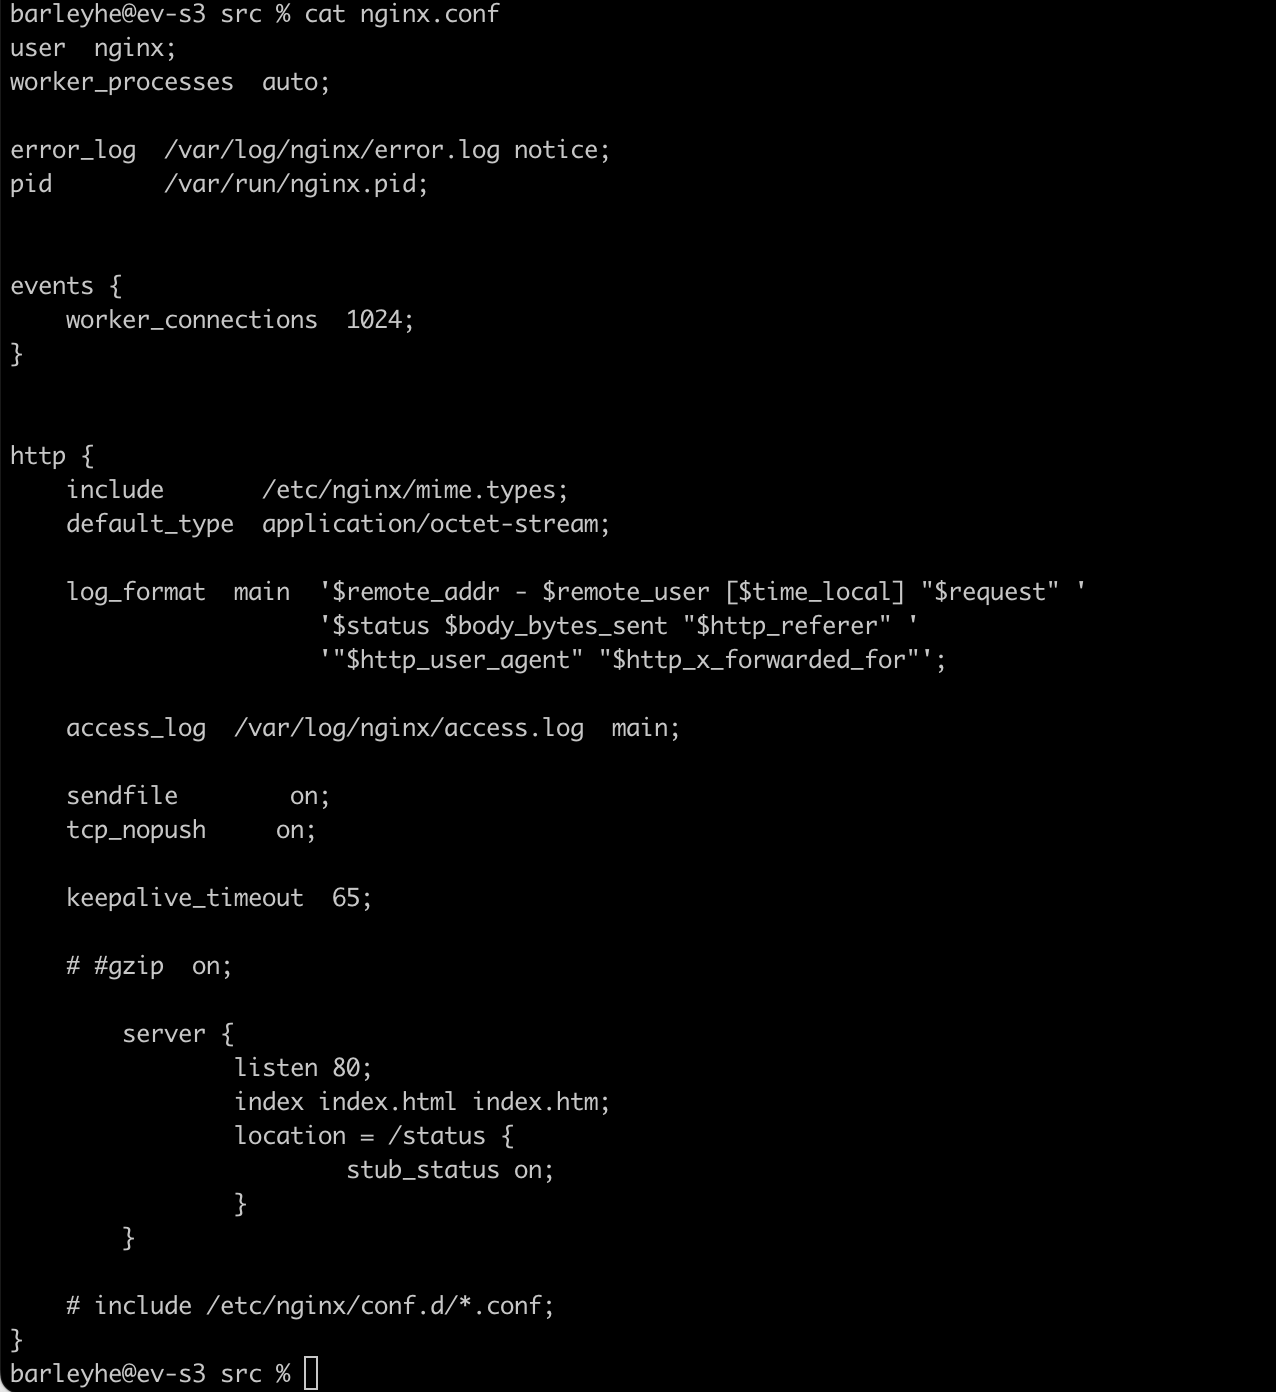 barleyhe@ev-s3 src % cat nginx.conf
user  nginx;
worker_processes  auto;

error_log  /var/log/nginx/error.log notice;
pid        /var/run/nginx.pid;


events {
    worker_connections  1024;
}


http {
    include       /etc/nginx/mime.types;
    default_type  application/octet-stream;

    log_format  main  '$remote_addr - $remote_user [$time_local] "$request" '
                      '$status $body_bytes_sent "$http_referer" '
                      '"$http_user_agent" "$http_x_forwarded_for"';

    access_log  /var/log/nginx/access.log  main;

    sendfile        on;
    tcp_nopush     on;

    keepalive_timeout  65;

    # #gzip  on;

        server {
                listen 80;
                index index.html index.htm;
                location = /status {
                        stub_status on;
                }
        }

    # include /etc/nginx/conf.d/*.conf;
}
barleyhe@ev-s3 src %